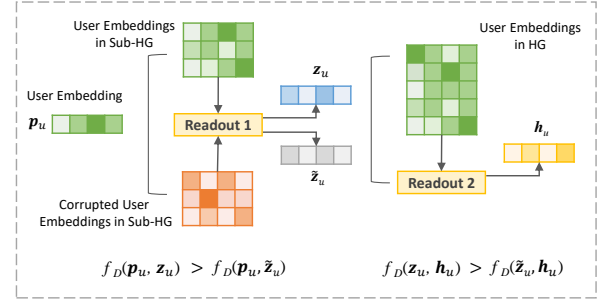 User Embeddings
in Sub-HG
User Embedding
p_u
Readout 1
z_u
z̃_u
Corrupted User
Embeddings in Sub-HG
f_D(p_u, z_u) > f_D(p_u, z̃_u)
User Embeddings
in HG
h_u
Readout 2
f_D(z_u, h_u) > f_D(z̃_u, h_u)